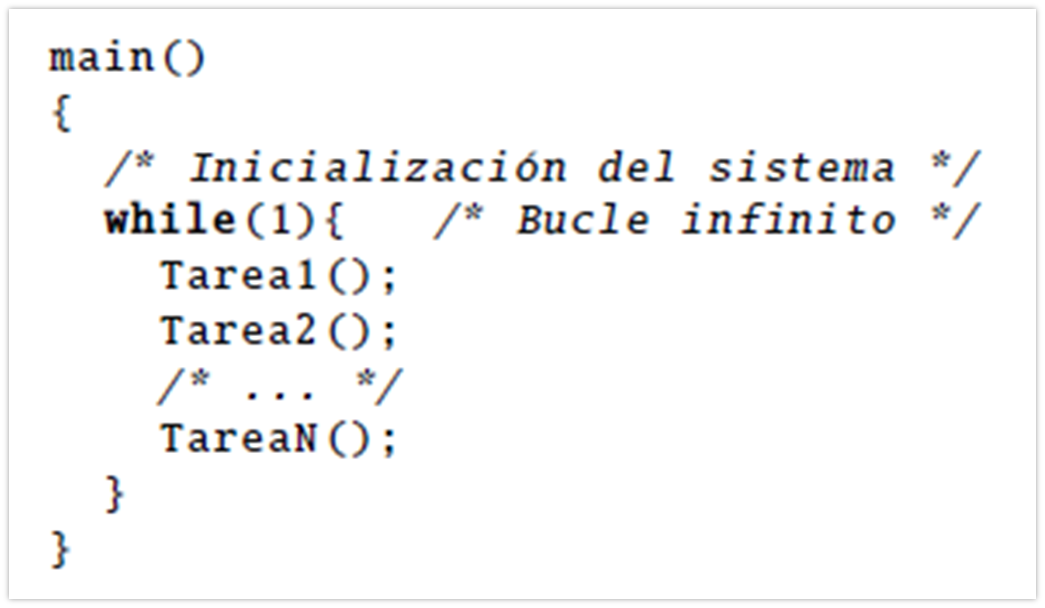 main()
{
/* Inicialización del sistema */
while(1){ /* Bucle infinito */
Tarea1();
Tarea2();
/* ... */
TareaN();
}
}